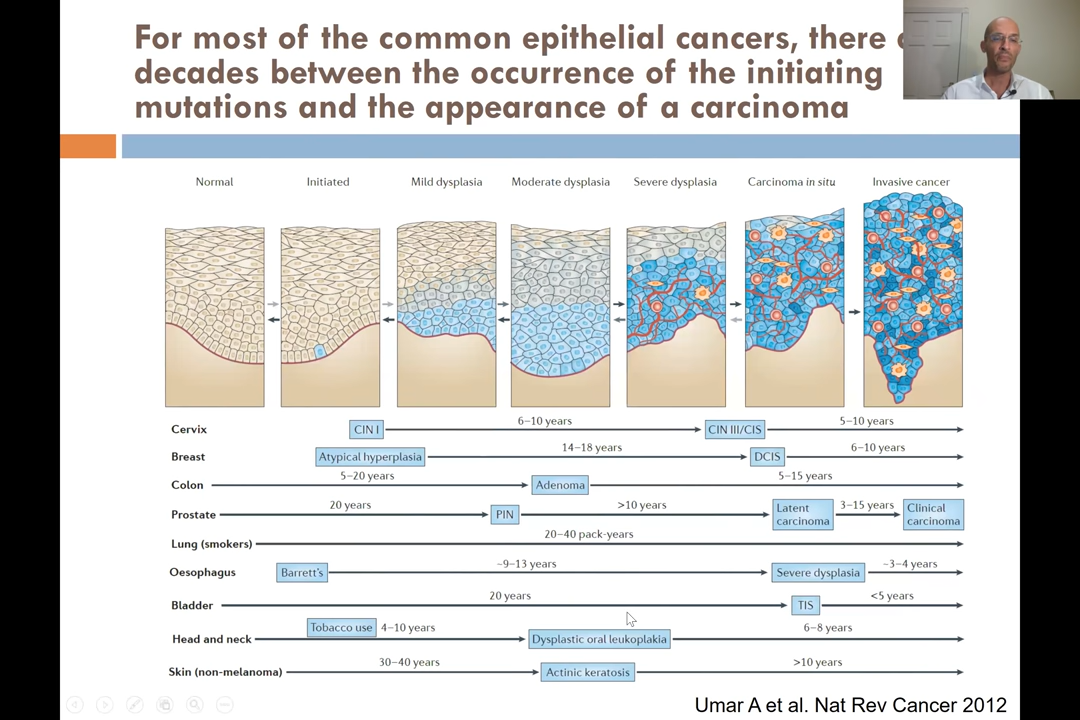 For most of the common epithelial cancers, there
decades between the occurrence of the initiating
mutations and the appearance of a carcinoma
Normal Initiated Mild dysplasia Moderate dysplasia Severe dysplasia Carcinoma in situ Invasive cancer
Cervix CIN I 6–10 years CIN III/CIS 5–10 years
Breast Atypical hyperplasia 14–18 years DCIS 6–10 years
Colon 5–20 years Adenoma 5–15 years
Prostate 20 years PIN >10 years Latent carcinoma 3–15 years Clinical carcinoma
Lung (smokers) 20–40 pack-years
Oesophagus Barrett's ~9–13 years Severe dysplasia ~3–4 years
Bladder 20 years TIS <5 years
Head and neck Tobacco use 4–10 years Dysplastic oral leukoplakia 6–8 years
Skin (non-melanoma) 30–40 years Actinic keratosis >10 years
Umar A et al. Nat Rev Cancer 2012